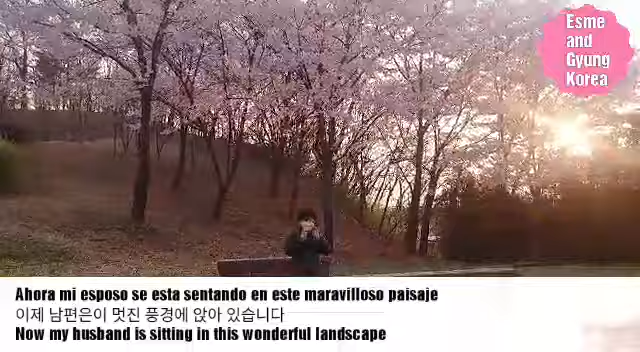 Esme
and
Gyung
Korea
Ahora mi esposo se esta sentando en este maravilloso paisaje
이제 남편은이 멋진 풍경에 앉아 있습니다
Now my husband is sitting in this wonderful landscape